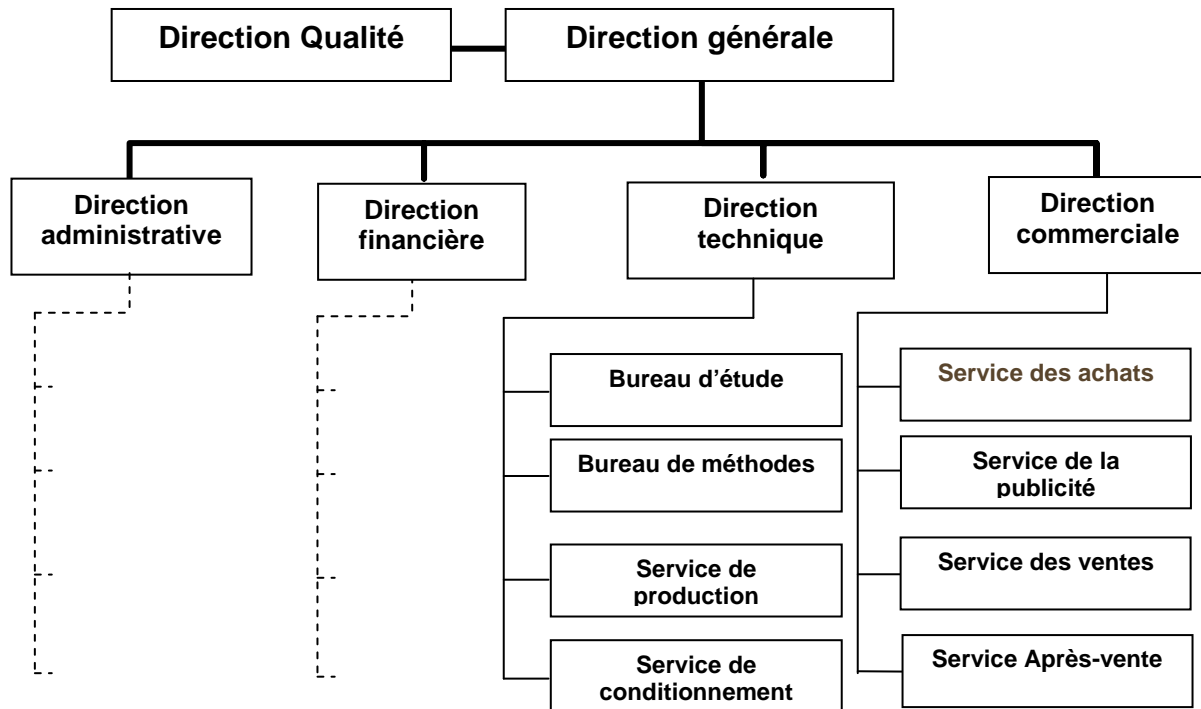 Direction Qualité
Direction générale
Direction
administrative
Direction
financière
Direction
technique
Direction
commerciale
Bureau d’étude
Bureau de méthodes
Service de
production
Service de
conditionnement
Service des achats
Service de la
publicité
Service des ventes
Service Après-vente